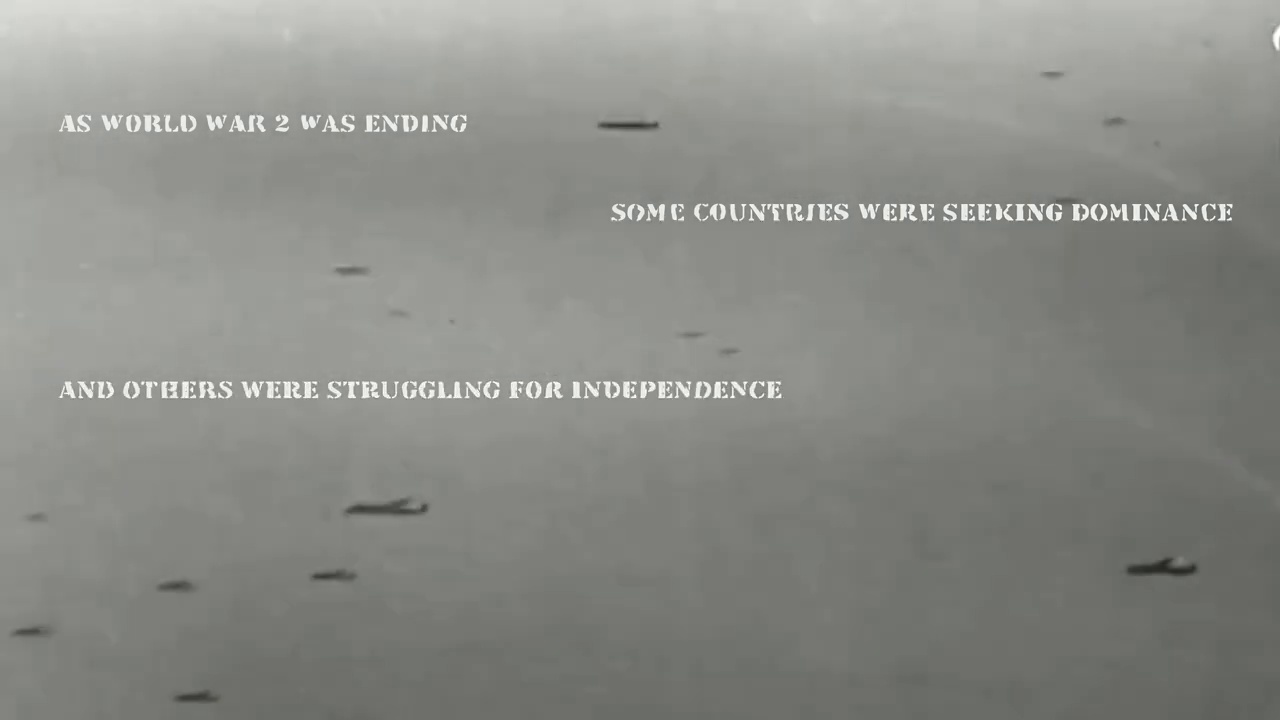 AS WORLD WAR 2 WAS ENDING
SOME COUNTRIES WERE SEEKING DOMINANCE
AND OTHERS WERE STRUGGLING FOR INDEPENDENCE